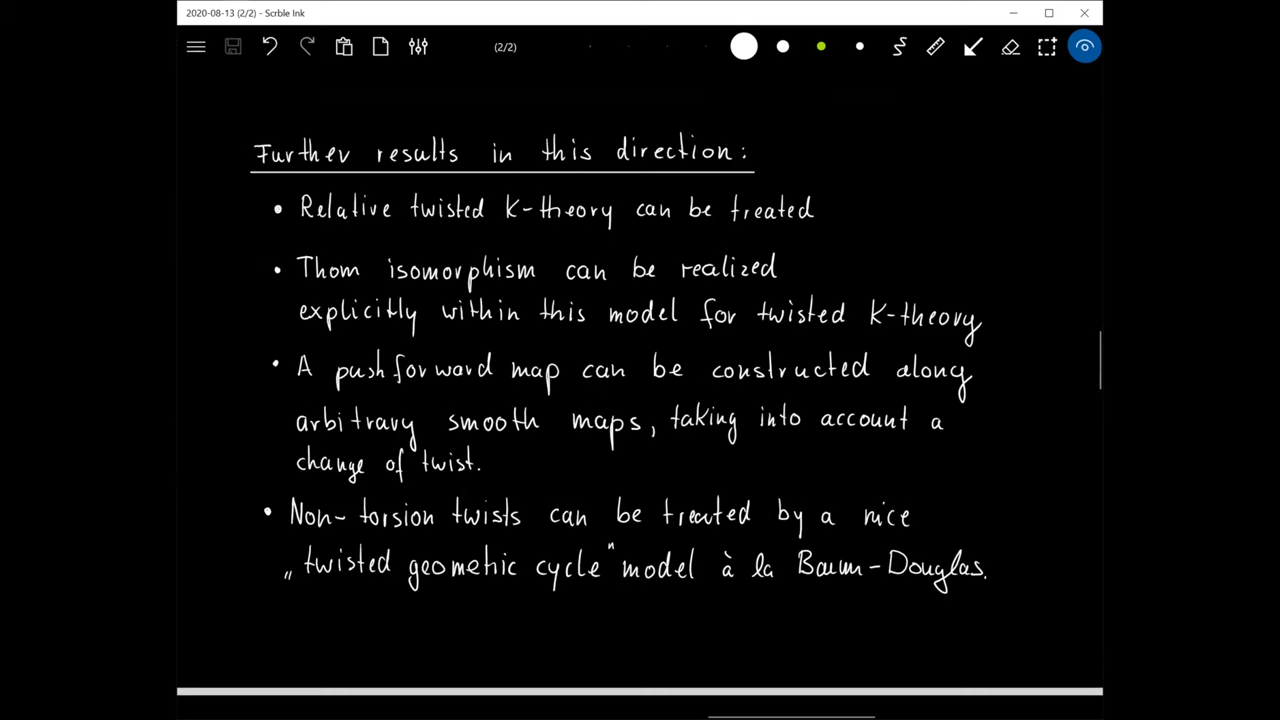 2020-08-13 (2/2) - Scrble Ink
(2/2)
Further results in this direction:
• Relative twisted K-theory can be treated
• Thom isomorphism can be realized
explicitly within this model for twisted K-theory
• A pushforward map can be constructed along
arbitrary smooth maps, taking into account a
change of twist.
• Non-torsion twists can be treated by a nice
„twisted geometric cycle" model à la Baum-Douglas.